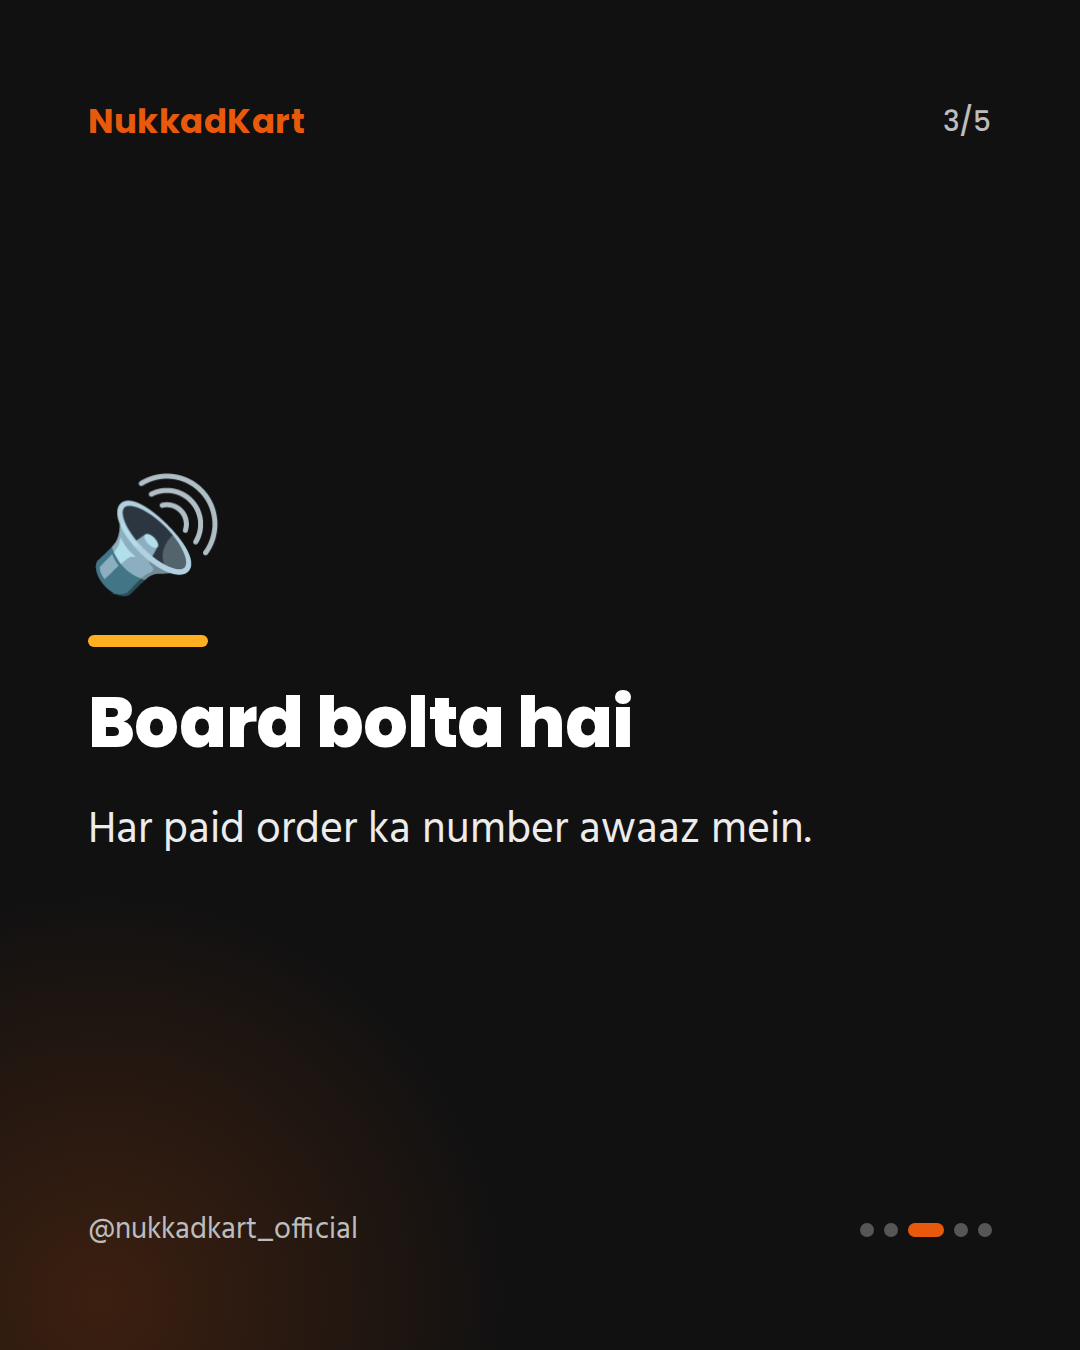 NukkadKart
3/5
Board bolta hai
Har paid order ka number awaaz mein.
@nukkadkart_official